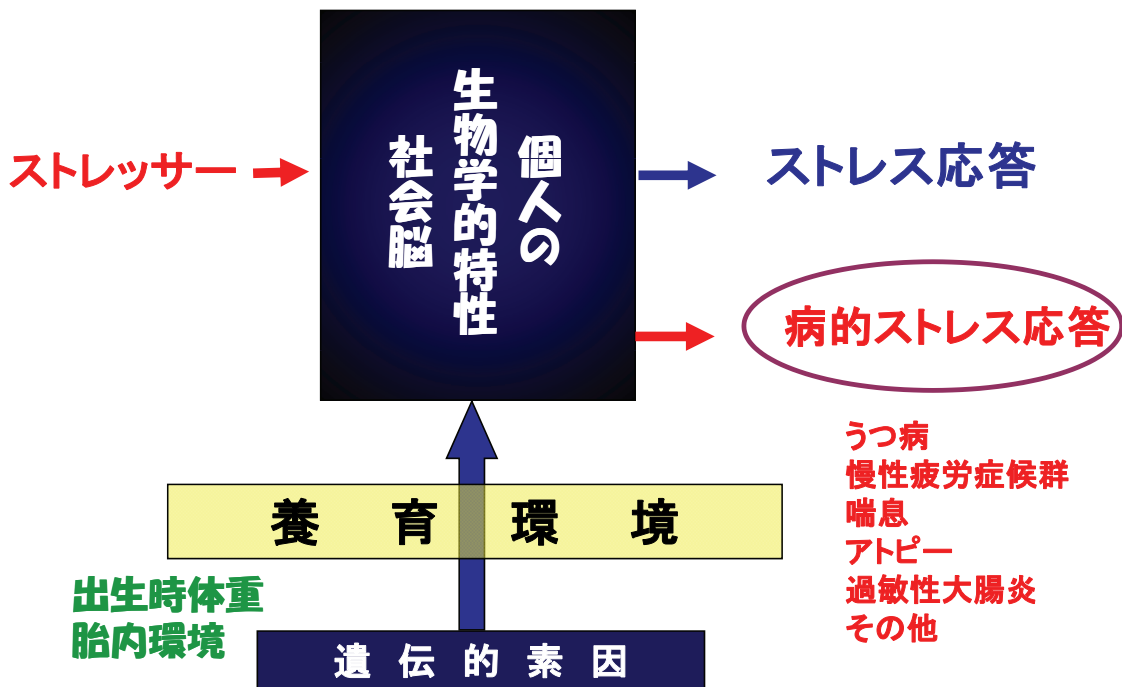 ストレッサー
個人の
生物学的特性
社会脳
ストレス応答
病的ストレス応答
うつ病
慢性疲労症候群
喘息
アトピー
過敏性大腸炎
その他
養育環境
出生時体重
胎内環境
遺伝的素因